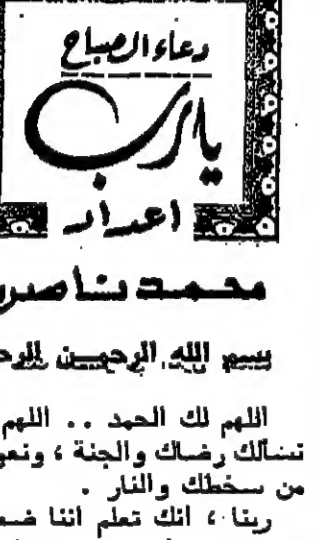 دعاء الصباح
يارب
اعداد
محمد ناصر
بسم الله الرحمن
اللهم لك الحمد .. اللهم
نسألك رضاك والجنة ، ونعو
من سخطك والنار .
ربنا ، انك تعلم اننا ضع